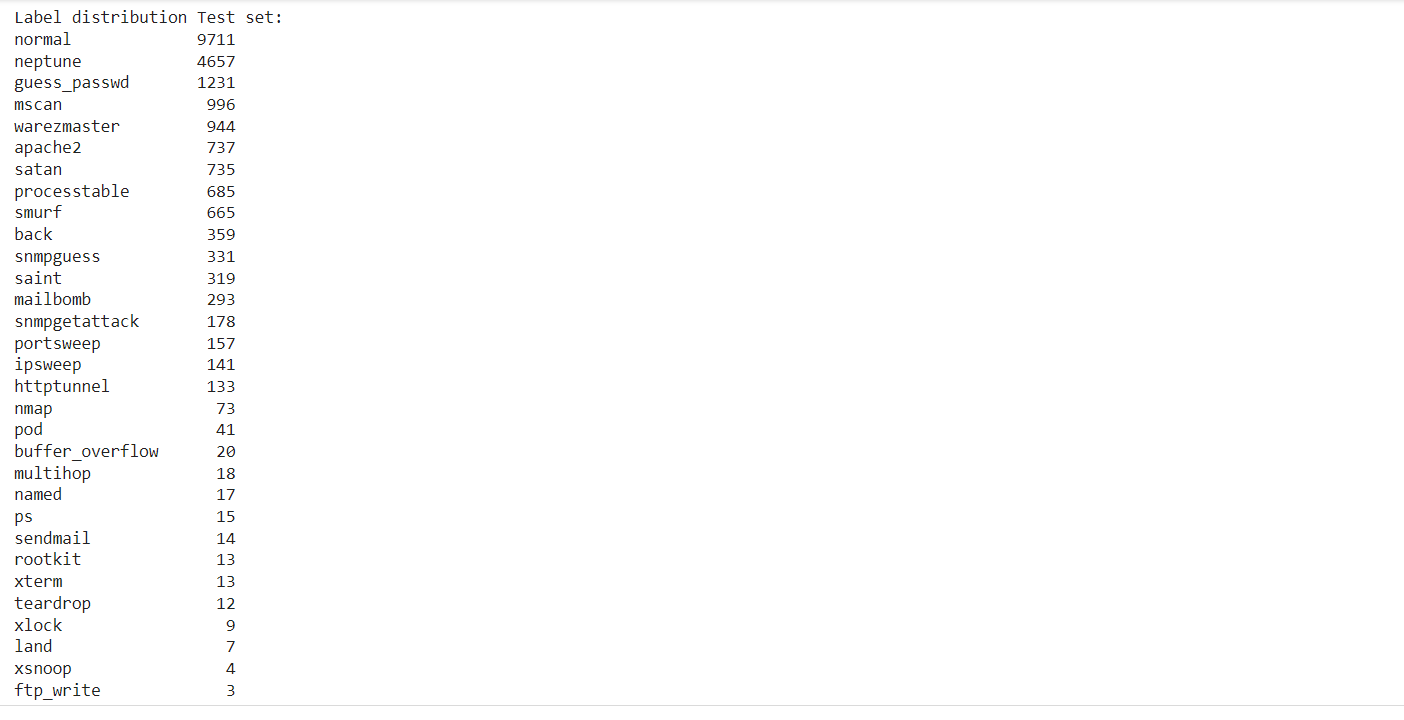 Label distribution Test set:
normal 9711
neptune 4657
guess_passwd 1231
mscan 996
warezmaster 944
apache2 737
satan 735
processtable 685
smurf 665
back 359
snmpguess 331
saint 319
mailbomb 293
snmpgetattack 178
portsweep 157
ipsweep 141
httptunnel 133
nmap 73
pod 41
buffer_overflow 20
multihop 18
named 17
ps 15
sendmail 14
rootkit 13
xterm 13
teardrop 12
xlock 9
land 7
xsnoop 4
ftp_write 3